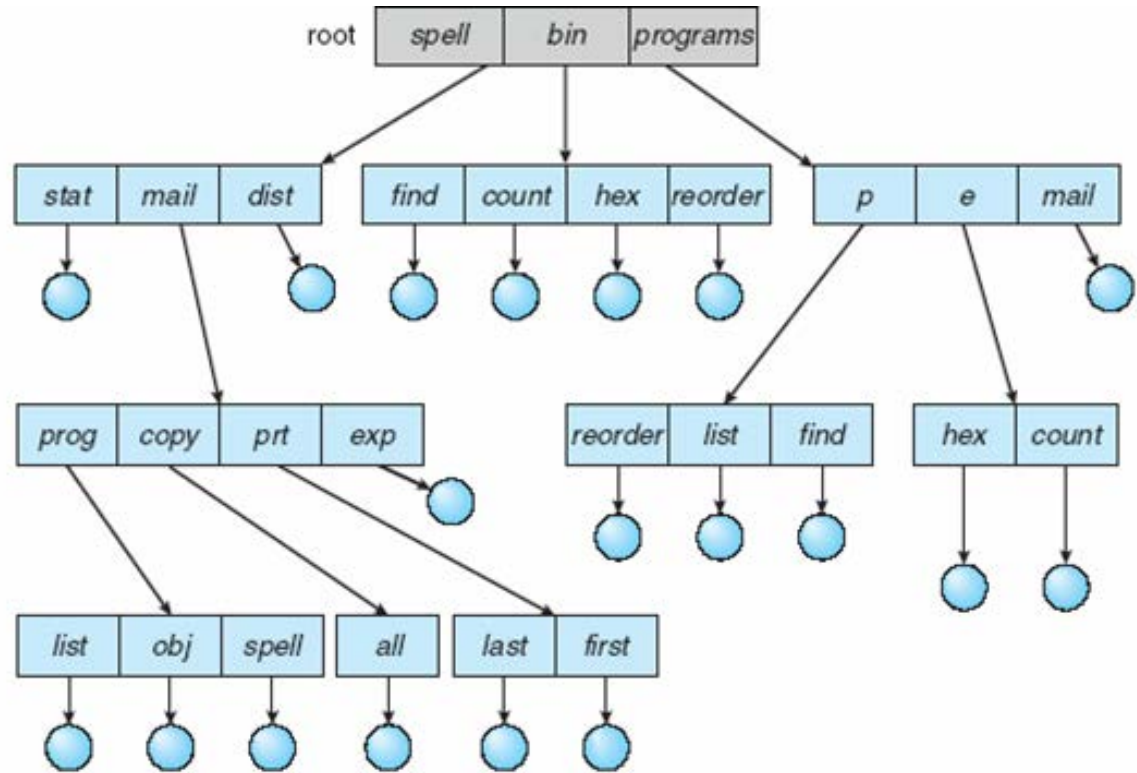 root spell bin programs
stat mail dist find count hex reorder p e mail
prog copy prt exp reorder list find hex count
list obj spell all last first